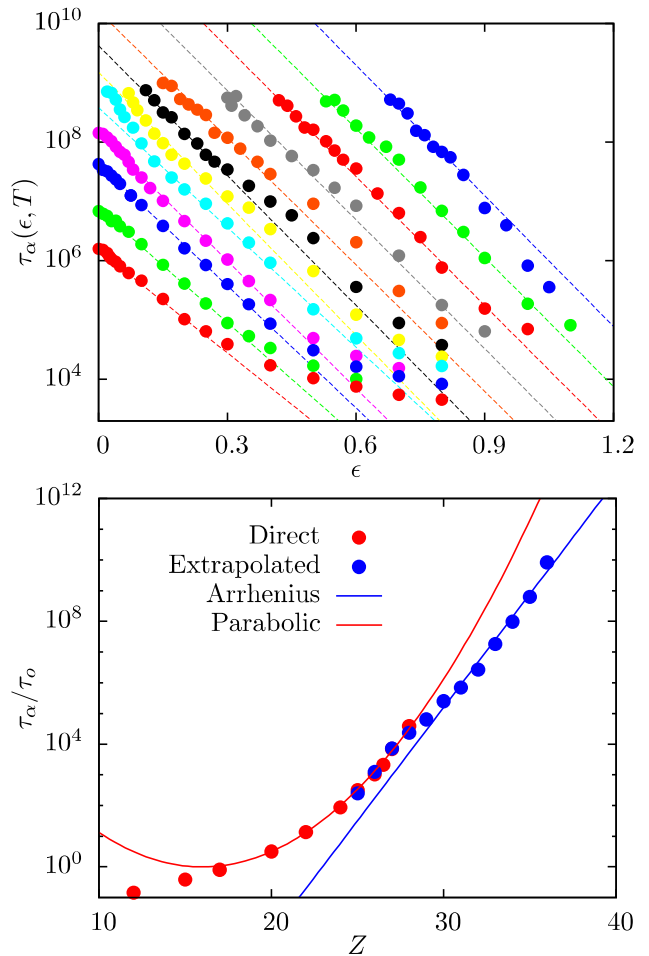 10^10
10^8
10^6
10^4
τ_α(ϵ, T)
0 0.3 0.6 0.9 1.2
ϵ
10^12
10^8
10^4
10^0
τ_α/τ_o
Direct
Extrapolated
Arrhenius
Parabolic
10 20 30 40
Z